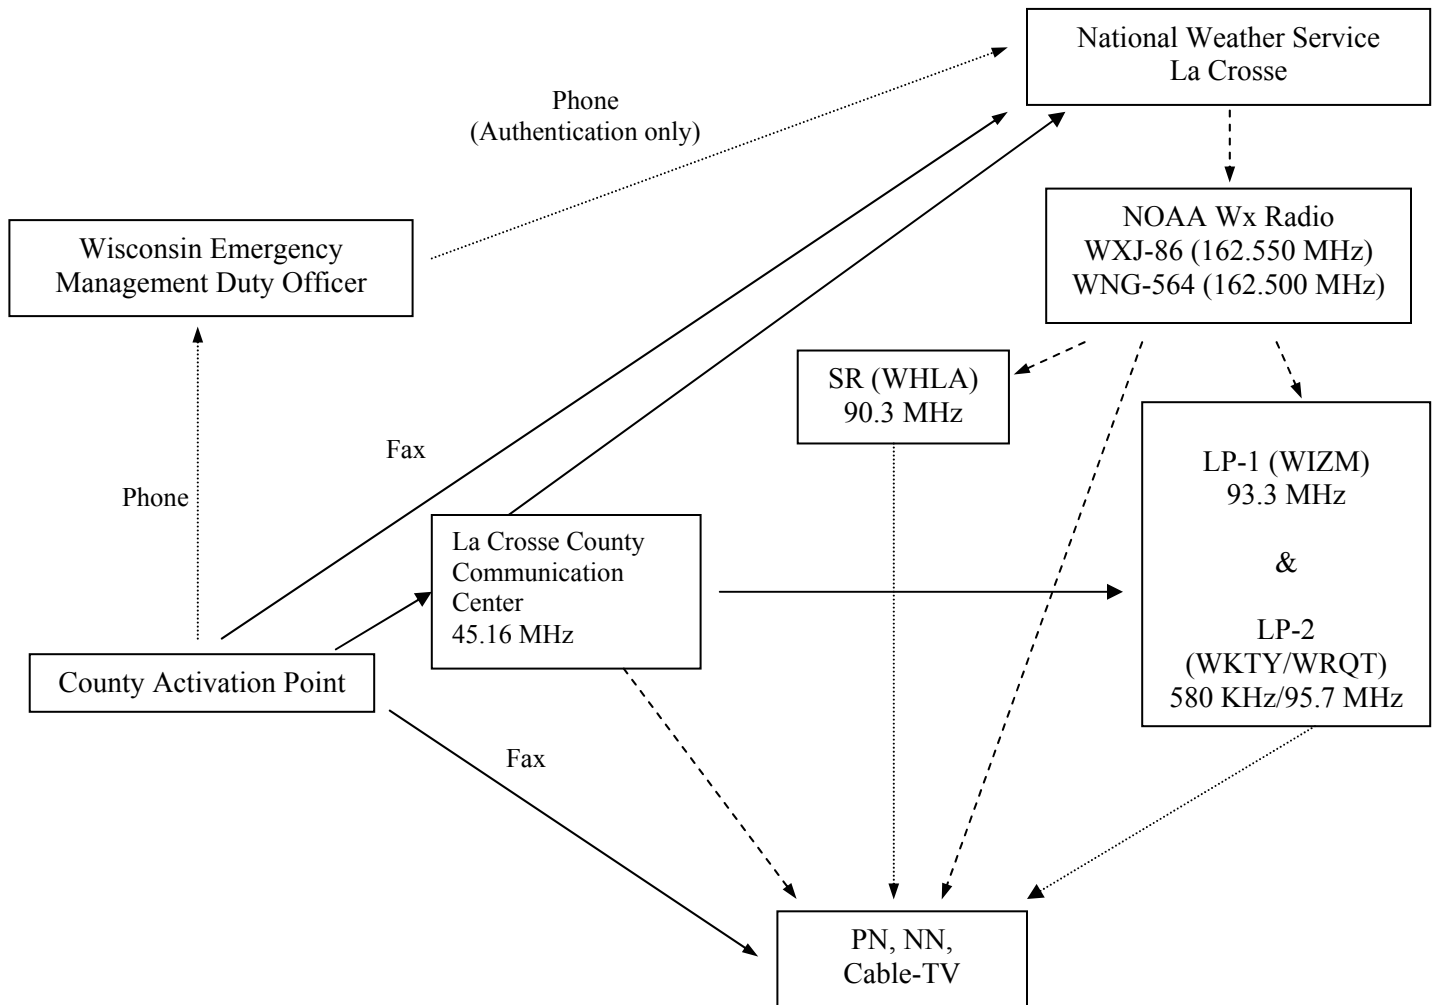 National Weather Service
La Crosse
Phone
(Authentication only)
NOAA Wx Radio
WXJ-86 (162.550 MHz)
WNG-564 (162.500 MHz)
Wisconsin Emergency
Management Duty Officer
SR (WHLA)
90.3 MHz
Fax
LP-1 (WIZM)
93.3 MHz
&
LP-2
(WKTY/WRQT)
580 KHz/95.7 MHz
Phone
La Crosse County
Communication
Center
45.16 MHz
County Activation Point
Fax
PN, NN,
Cable-TV